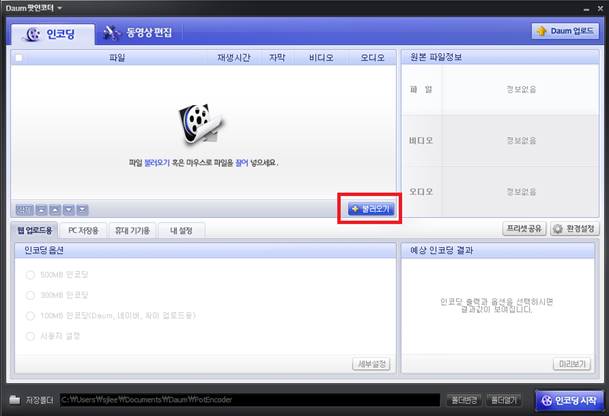 Daum 팟인코더
인코딩 동영상 편집 Daum 업로드
파일 재생시간 자막 비디오 오디오
파일 불러오기 혹은 마우스로 파일을 끌어 넣으세요.
불러오기
원본 파일정보
파 일 정보없음
비디오 정보없음
오디오 정보없음
웹 업로드용 PC 저장용 휴대 기기용 내 설정 프리셋 공유 환경설정
인코딩 옵션
500MB 인코딩
300MB 인코딩
100MB 인코딩(Daum, 네이버, 싸이 업로드용)
사용자 설정
세부설정
예상 인코딩 결과
인코딩 출력과 옵션을 선택하시면
결과값이 보여집니다.
미리보기
저장폴더 C:₩Users₩sjlee₩Documents₩Daum₩PotEncoder 폴더변경 폴더열기 인코딩 시작